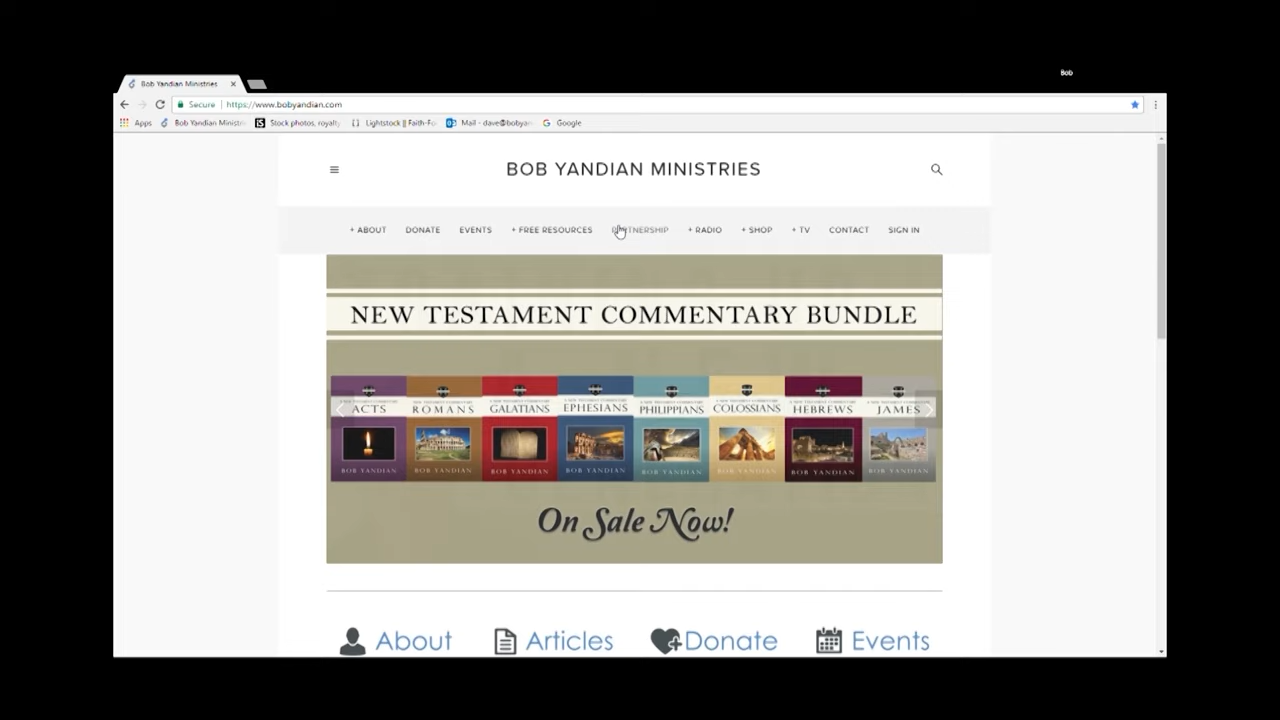 Bob
Bob Yandian Ministries
Secure https://www.bobyandian.com
Apps Bob Yandian Ministr Stock photos, royalty Lightstock || Faith-Fo Mail - dave@bobyan Google
BOB YANDIAN MINISTRIES
+ ABOUT DONATE EVENTS + FREE RESOURCES PARTNERSHIP + RADIO + SHOP + TV CONTACT SIGN IN
NEW TESTAMENT COMMENTARY BUNDLE
ACTS ROMANS GALATIANS EPHESIANS PHILIPPIANS COLOSSIANS HEBREWS JAMES
BOB YANDIAN BOB YANDIAN BOB YANDIAN BOB YANDIAN BOB YANDIAN BOB YANDIAN BOB YANDIAN BOB YANDIAN
On Sale Now!
About Articles Donate Events